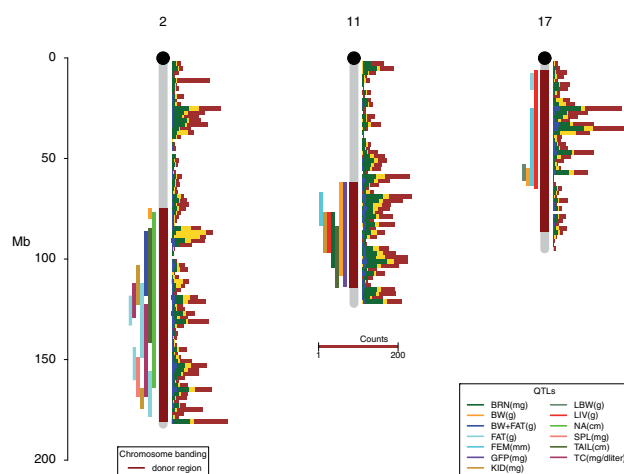 2 11 17
0
50
Mb
100
150
200
Counts
1 200
Chromosome banding
donor region
QTLs
BRN(mg) LBW(g)
BW(g) LIV(g)
BW+FAT(g) NA(cm)
FAT(g) SPL(mg)
FEM(mm) TAIL(cm)
GFP(mg) TC(mg/dliter)
KID(mg)